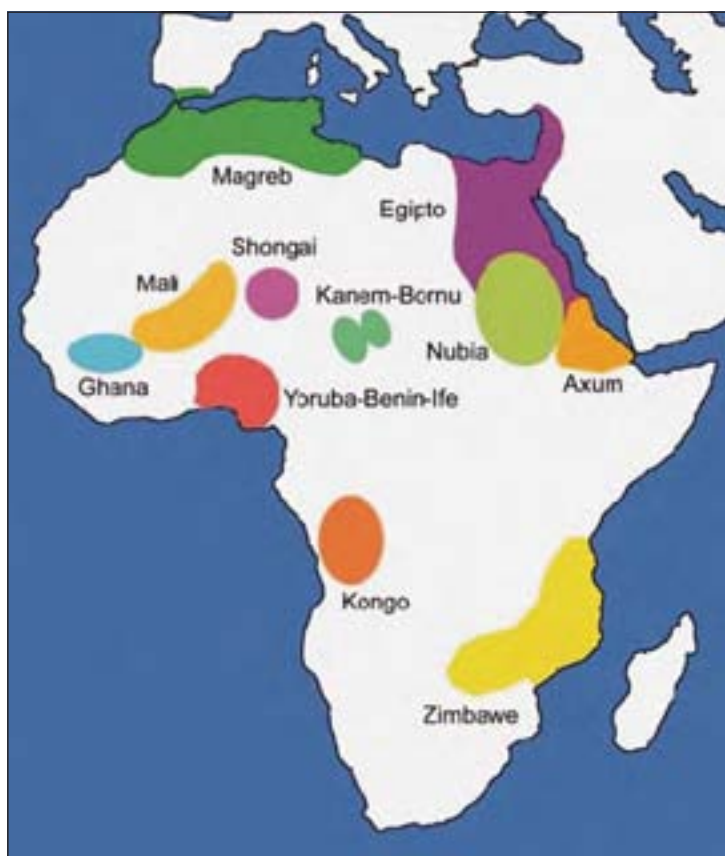 Magreb
Egipto
Shongai
Mali
Kanem-Bornu
Nubia
Axum
Ghana
Yoruba-Benin-Ife
Kongo
Zimbawe